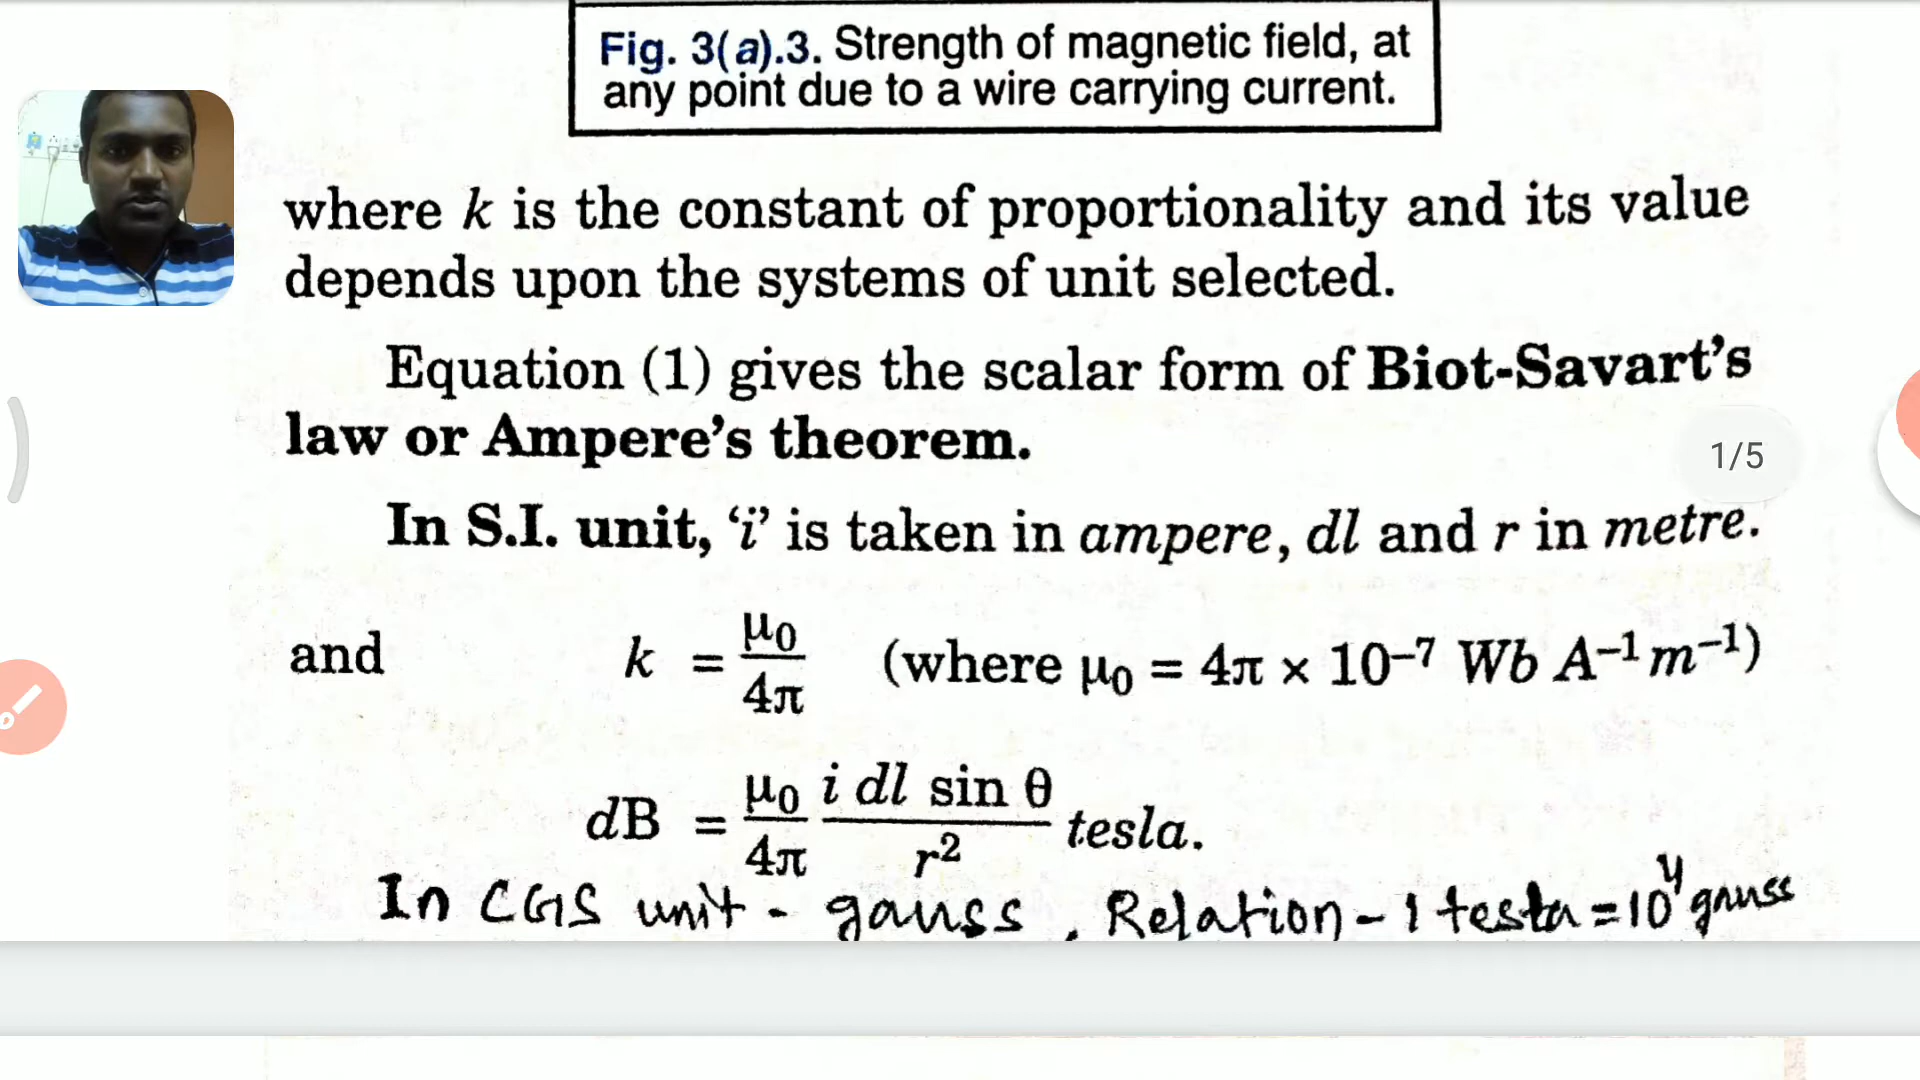 Fig. 3(a).3. Strength of magnetic field, at
any point due to a wire carrying current.
where k is the constant of proportionality and its value
depends upon the systems of unit selected.
Equation (1) gives the scalar form of Biot-Savart's
law or Ampere's theorem.
1/5
In S.I. unit, 'i' is taken in ampere, dl and r in metre.
and k = μ₀/4π (where μ₀ = 4π × 10⁻⁷ Wb A⁻¹ m⁻¹)
dB = μ₀/4π i dl sin θ/r² tesla.
In CGS unit - gauss, Relation - 1 tesla = 10⁴ gauss